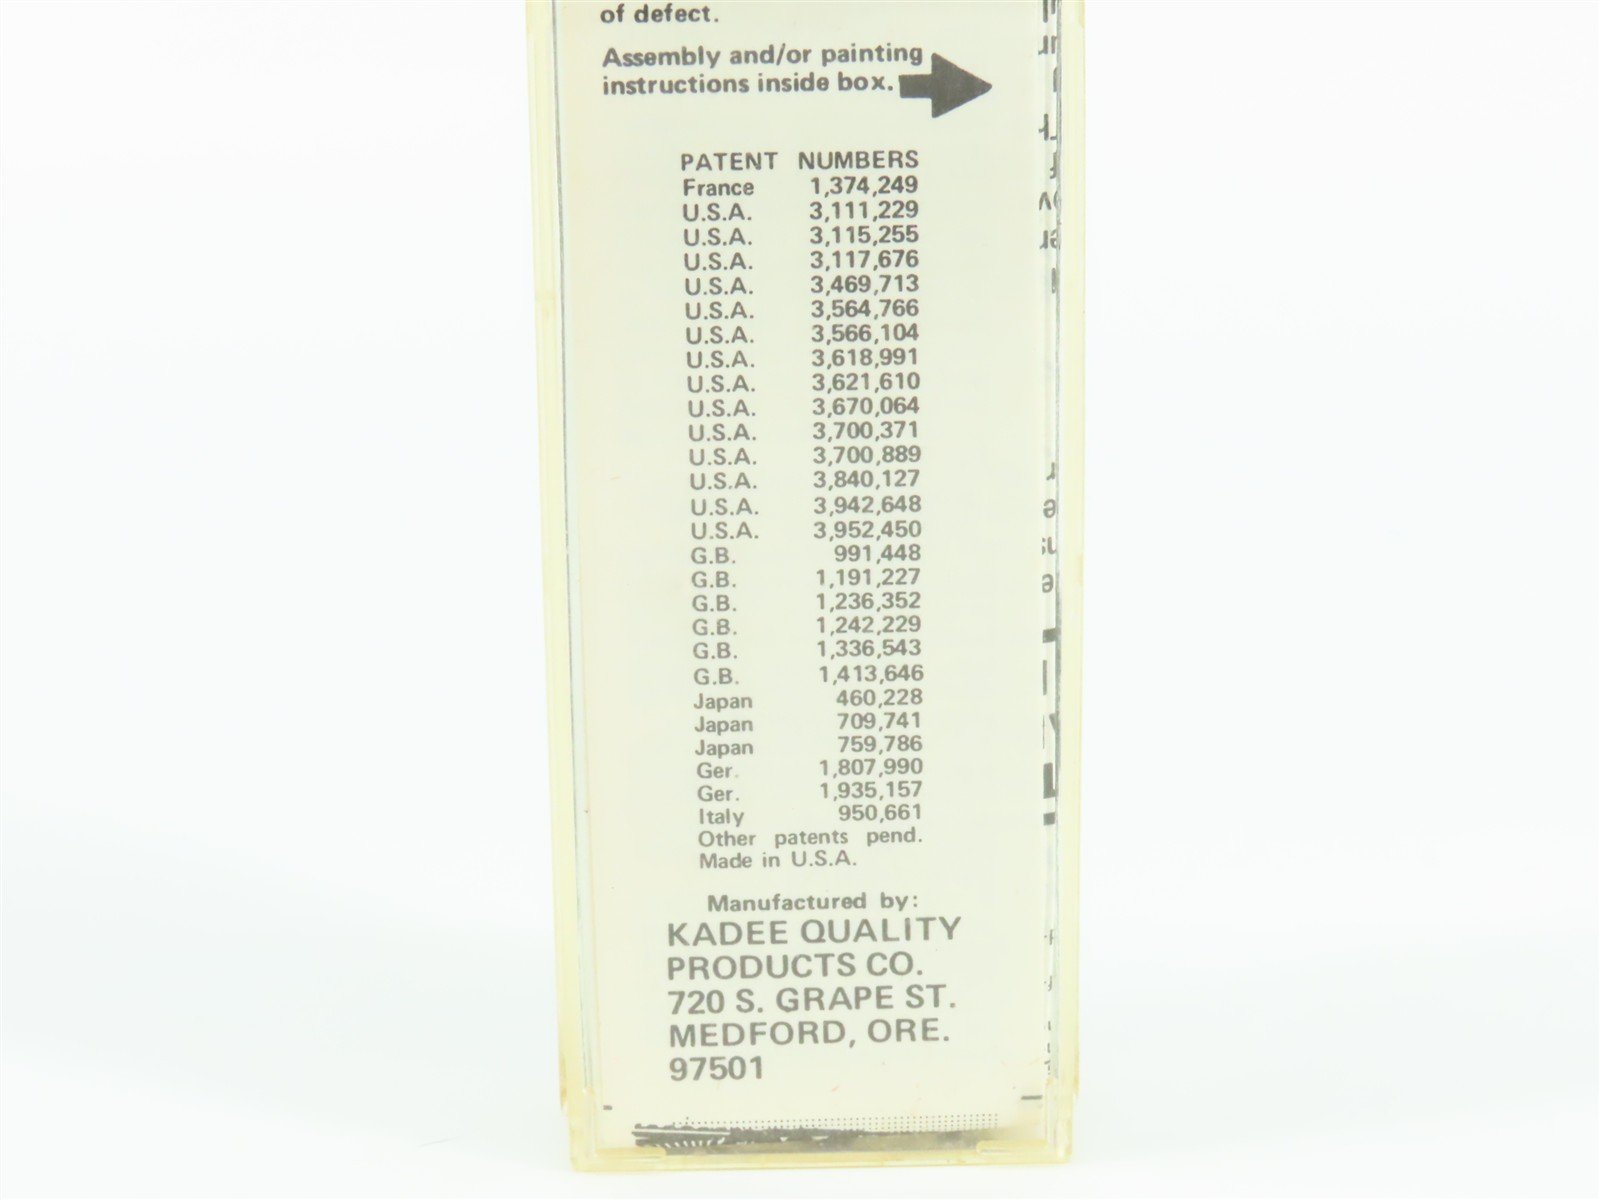 of defect.
Assembly and/or painting
instructions inside box.
PATENT NUMBERS
France 1,374,249
U.S.A. 3,111,229
U.S.A. 3,115,255
U.S.A. 3,117,676
U.S.A. 3,469,713
U.S.A. 3,564,766
U.S.A. 3,566,104
U.S.A. 3,618,991
U.S.A. 3,621,610
U.S.A. 3,670,064
U.S.A. 3,700,371
U.S.A. 3,700,889
U.S.A. 3,840,127
U.S.A. 3,942,648
U.S.A. 3,952,450
G.B. 991,448
G.B. 1,191,227
G.B. 1,236,352
G.B. 1,242,229
G.B. 1,336,543
G.B. 1,413,646
Japan 460,228
Japan 709,741
Japan 759,786
Ger. 1,807,990
Ger. 1,935,157
Italy 950,661
Other patents pend.
Made in U.S.A.
Manufactured by:
KADEE QUALITY
PRODUCTS CO.
720 S. GRAPE ST.
MEDFORD, ORE.
97501